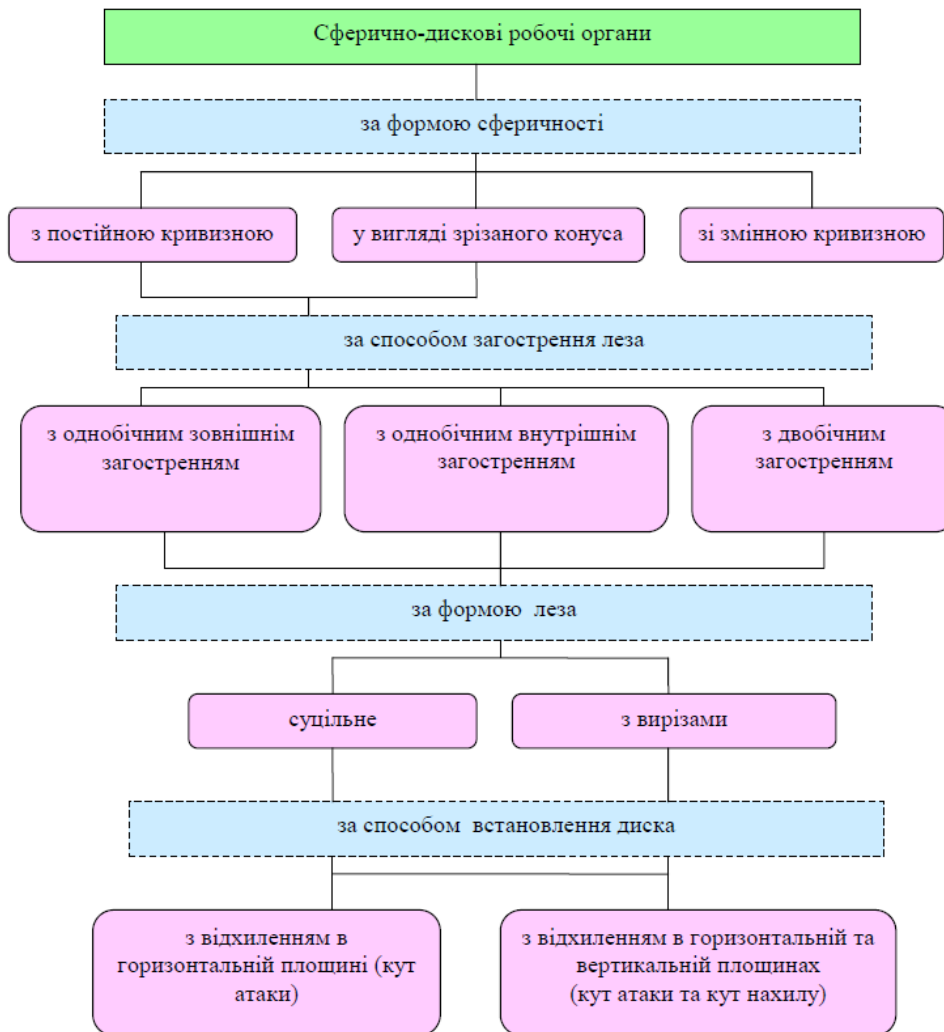 Сферично-дискові робочі органи
за формою сферичності
з постійною кривизною
у вигляді зрізаного конуса
зі змінною кривизною
за способом загострення леза
з однобічним зовнішнім
загостренням
з однобічним внутрішнім
загостренням
з двобічним
загостренням
за формою леза
суцільне
з вирізами
за способом встановлення диска
з відхиленням в
горизонтальній площині (кут
атаки)
з відхиленням в горизонтальній та
вертикальній площинах
(кут атаки та кут нахилу)